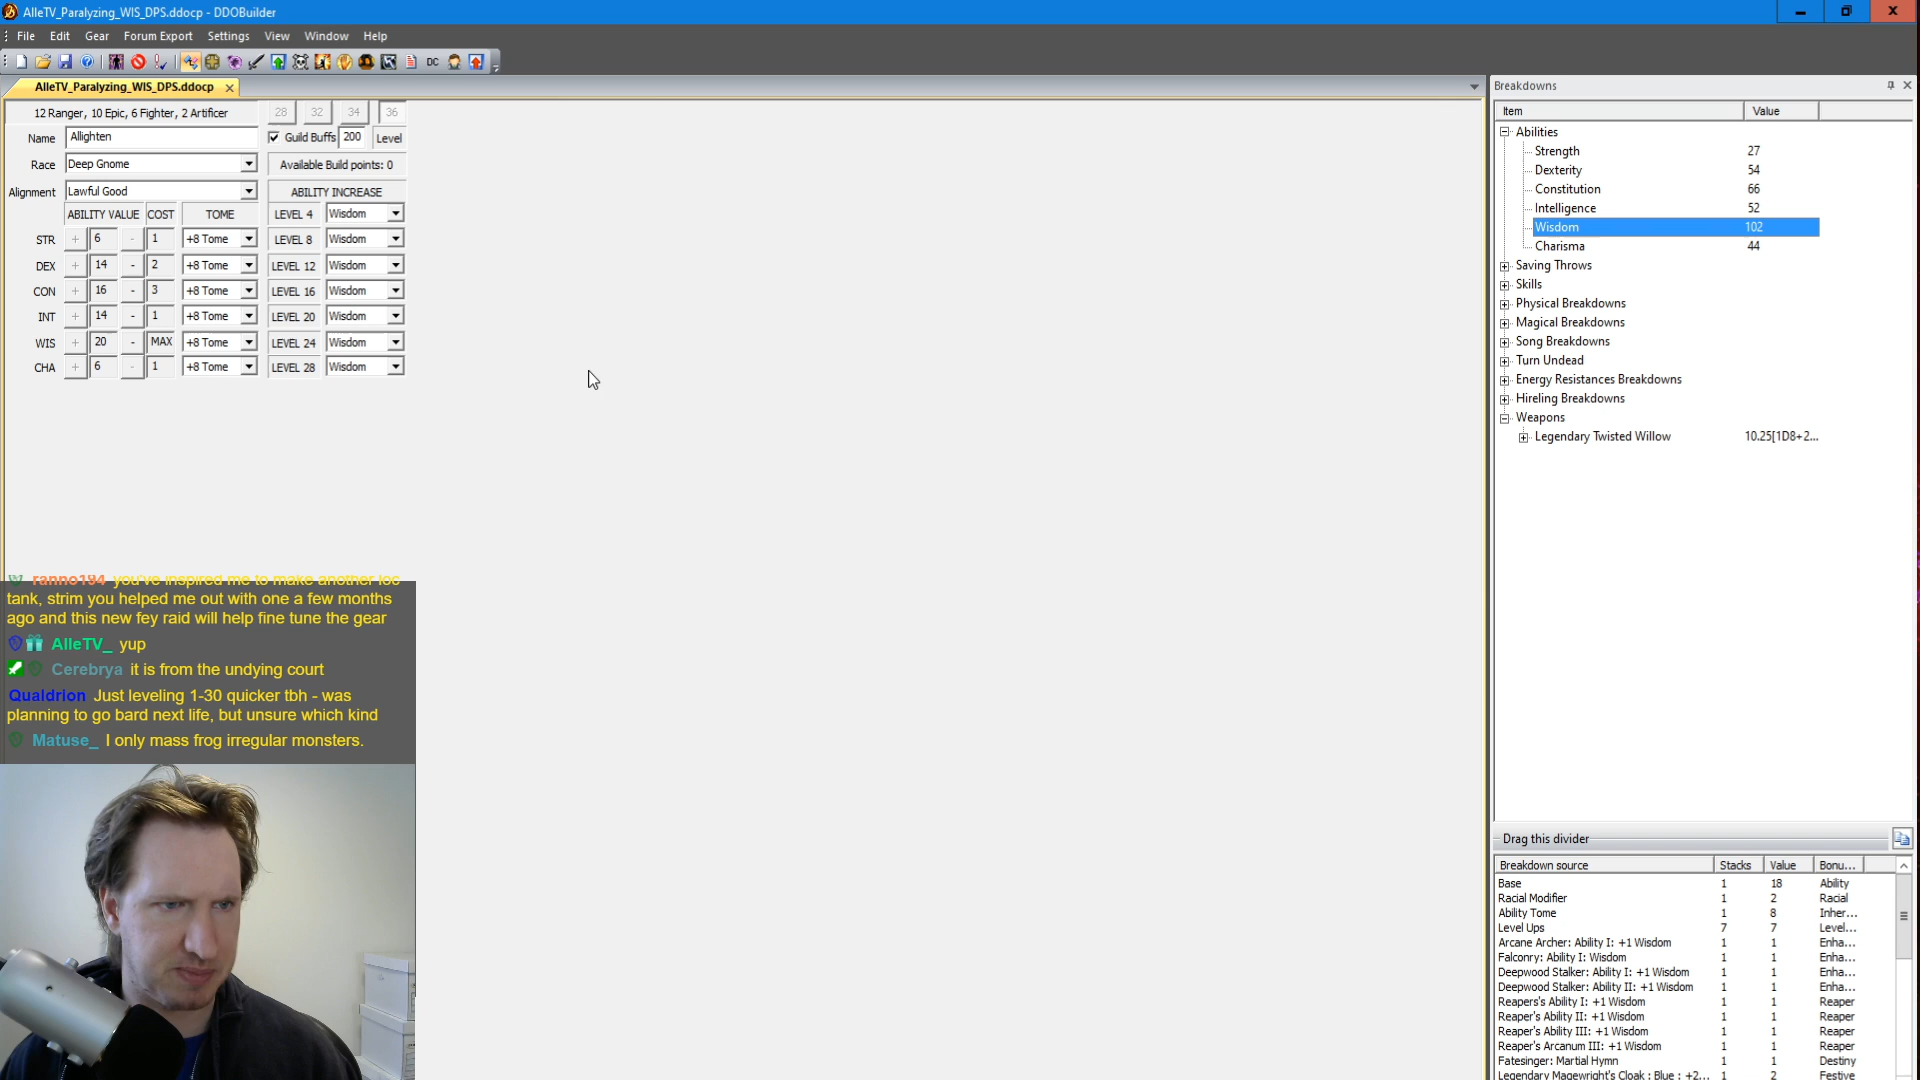 AlleTV_Paralyzing_WIS_DPS.ddocp - DDOBuilder
File Edit Gear Forum Export Settings View Window Help
DC
AlleTV_Paralyzing_WIS_DPS.ddocp
12 Ranger, 10 Epic, 6 Fighter, 2 Artificer 28 32 34 36
Name Allighten Guild Buffs 200 Level
Race Deep Gnome Available Build points: 0
Alignment Lawful Good ABILITY INCREASE
ABILITY VALUE COST TOME LEVEL 4 Wisdom
STR + 6 - 1 +8 Tome LEVEL 8 Wisdom
DEX + 14 - 2 +8 Tome LEVEL 12 Wisdom
CON + 16 - 3 +8 Tome LEVEL 16 Wisdom
INT + 14 - 1 +8 Tome LEVEL 20 Wisdom
WIS + 20 - MAX +8 Tome LEVEL 24 Wisdom
CHA + 6 - 1 +8 Tome LEVEL 28 Wisdom
ranno194 you've inspired me to make another loc
tank, strim you helped me out with one a few months
ago and this new fey raid will help fine tune the gear
AlleTV_ yup
Cerebrya it is from the undying court
Qualdrion Just leveling 1-30 quicker tbh - was
planning to go bard next life, but unsure which kind
Matuse_ I only mass frog irregular monsters.
Breakdowns
Item Value
Abilities
Strength 27
Dexterity 54
Constitution 66
Intelligence 52
Wisdom 102
Charisma 44
Saving Throws
Skills
Physical Breakdowns
Magical Breakdowns
Song Breakdowns
Turn Undead
Energy Resistances Breakdowns
Hireling Breakdowns
Weapons
Legendary Twisted Willow 10.25[1D8+2...
Drag this divider
Breakdown source Stacks Value Bonu...
Base 1 18 Ability
Racial Modifier 1 2 Racial
Ability Tome 1 8 Inher...
Level Ups 7 7 Level...
Arcane Archer: Ability I: +1 Wisdom 1 1 Enha...
Falconry: Ability I: Wisdom 1 1 Enha...
Deepwood Stalker: Ability I: +1 Wisdom 1 1 Enha...
Deepwood Stalker: Ability II: +1 Wisdom 1 1 Enha...
Reapers's Ability I: +1 Wisdom 1 1 Reaper
Reaper's Ability II: +1 Wisdom 1 1 Reaper
Reaper's Ability III: +1 Wisdom 1 1 Reaper
Reaper's Arcanum III: +1 Wisdom 1 1 Reaper
Fatesinger: Martial Hymn 1 1 Destiny
Legendary Magewright's Cloak : Blue : +2... 1 2 Festive